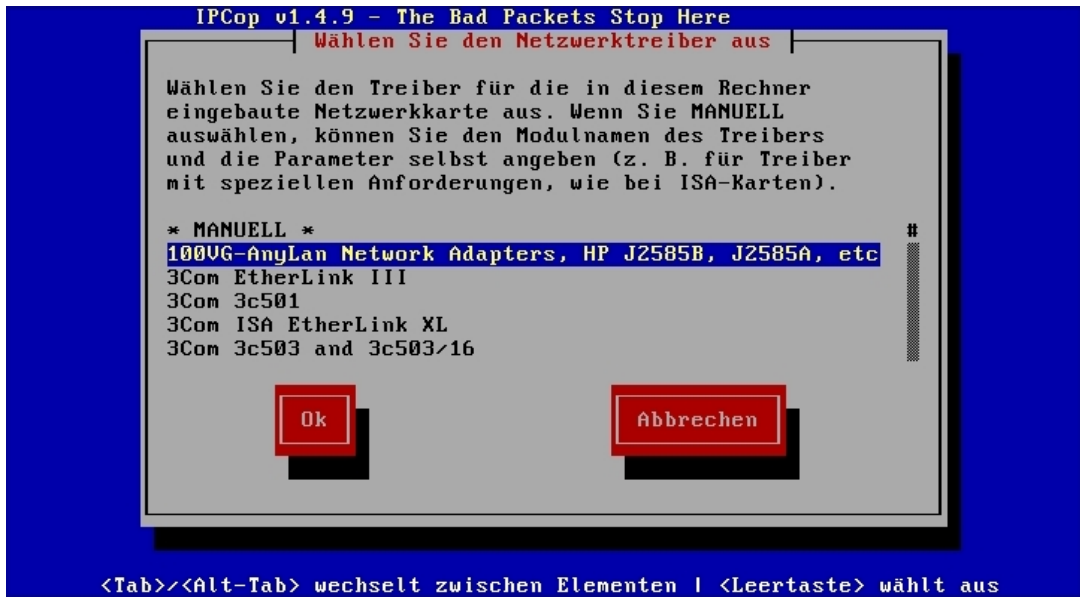 IPCop v1.4.9 - The Bad Packets Stop Here
Wählen Sie den Netzwerktreiber aus
Wählen Sie den Treiber für die in diesem Rechner
eingebaute Netzwerkkarte aus. Wenn Sie MANUELL
auswählen, können Sie den Modulnamen des Treibers
und die Parameter selbst angeben (z. B. für Treiber
mit speziellen Anforderungen, wie bei ISA-Karten).
* MANUELL * #
100VG-AnyLan Network Adapters, HP J2585B, J2585A, etc
3Com EtherLink III
3Com 3c501
3Com ISA EtherLink XL
3Com 3c503 and 3c503/16
Ok Abbrechen
<Tab>/<Alt-Tab> wechselt zwischen Elementen | <Leertaste> wählt aus